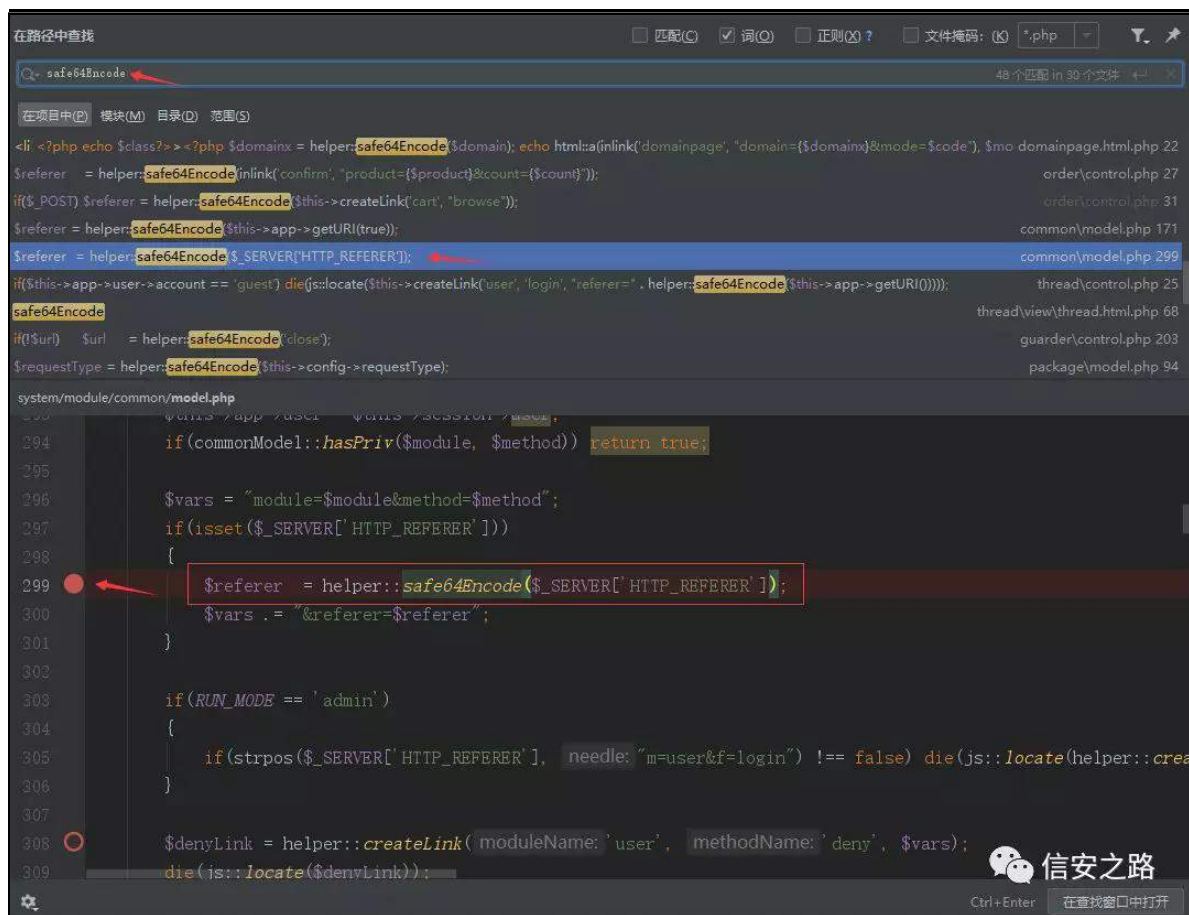 在路径中查找 匹配(C) 词(O) 正则(X) ? 文件掩码: (K) *.php
safe64Encode 48 个匹配 in 30 个文件
在项目中(P) 模块(M) 目录(D) 范围(S)
<li <?php echo $class?>><?php $domainx = helper::safe64Encode($domain); echo html::a(inlink('domainpage', "domain={$domainx}&mode=$code"), $mo domainpage.html.php 22
$referer = helper::safe64Encode(inlink('confirm', "product={$product}&count={$count}")); order\control.php 27
if($_POST) $referer = helper::safe64Encode($this->createLink('cart', "browse")); order\control.php 31
$referer = helper::safe64Encode($this->app->getURI(true)); common\model.php 171
$referer = helper::safe64Encode($_SERVER['HTTP_REFERER']); common\model.php 299
if($this->app->user->account == 'guest') die(js::locate($this->createLink('user', 'login', "referer=" . helper::safe64Encode($this->app->getURI())))); thread\control.php 25
safe64Encode thread\view\thread.html.php 68
if(!$url) $url = helper::safe64Encode('close'); guarder\control.php 203
$requestType = helper::safe64Encode($this->config->requestType); package\model.php 94
system/module/common/model.php
293 $this->app->user = $this->session->user;
294 if(commonModel::hasPriv($module, $method)) return true;
295
296 $vars = "module=$module&method=$method";
297 if(isset($_SERVER['HTTP_REFERER']))
298 {
299 $referer = helper::safe64Encode($_SERVER['HTTP_REFERER']);
300 $vars .= "&referer=$referer";
301 }
302
303 if(RUN_MODE == 'admin')
304 {
305 if(strpos($_SERVER['HTTP_REFERER'], needle: "m=user&f=login") !== false) die(js::locate(helper::crea
306 }
307
308 $denyLink = helper::createLink( moduleName: 'user', methodName: 'deny', $vars);
309 die(js::locate($denyLink));
信安之路
Ctrl+Enter 在查找窗口中打开